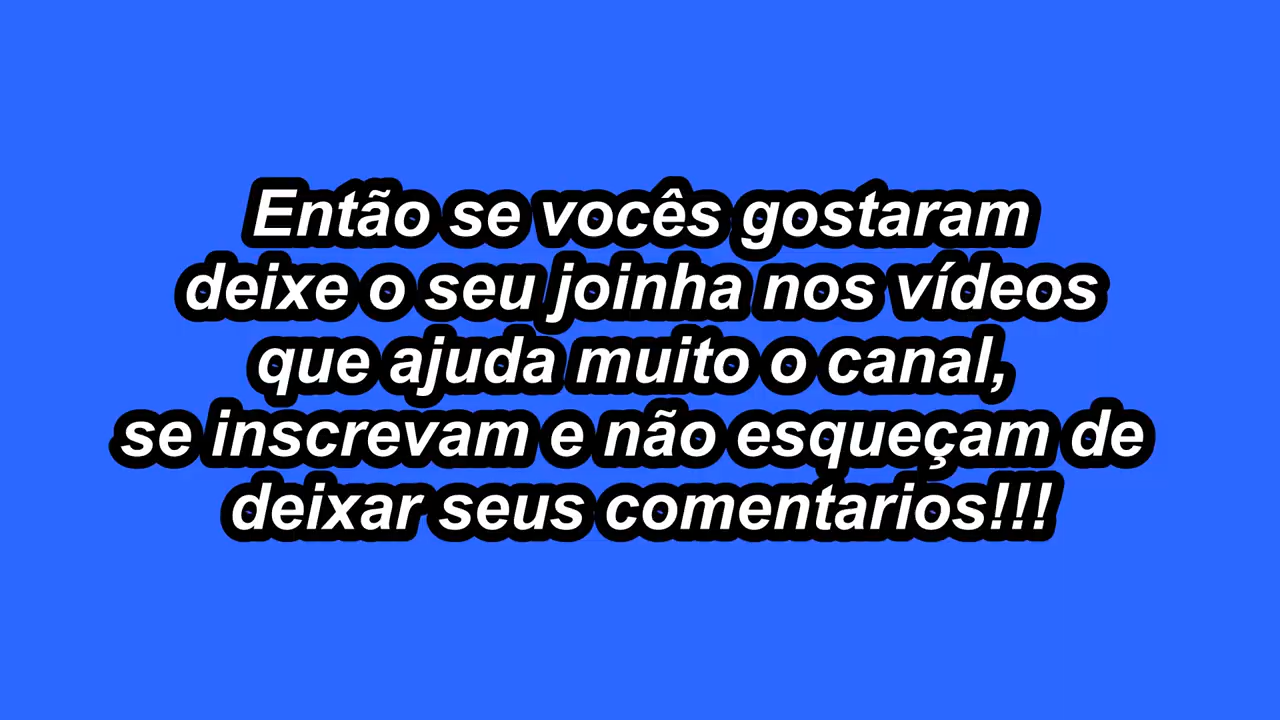 Então se vocês gostaram
deixe o seu joinha nos vídeos
que ajuda muito o canal,
se inscrevam e não esqueçam de
deixar seus comentarios!!!